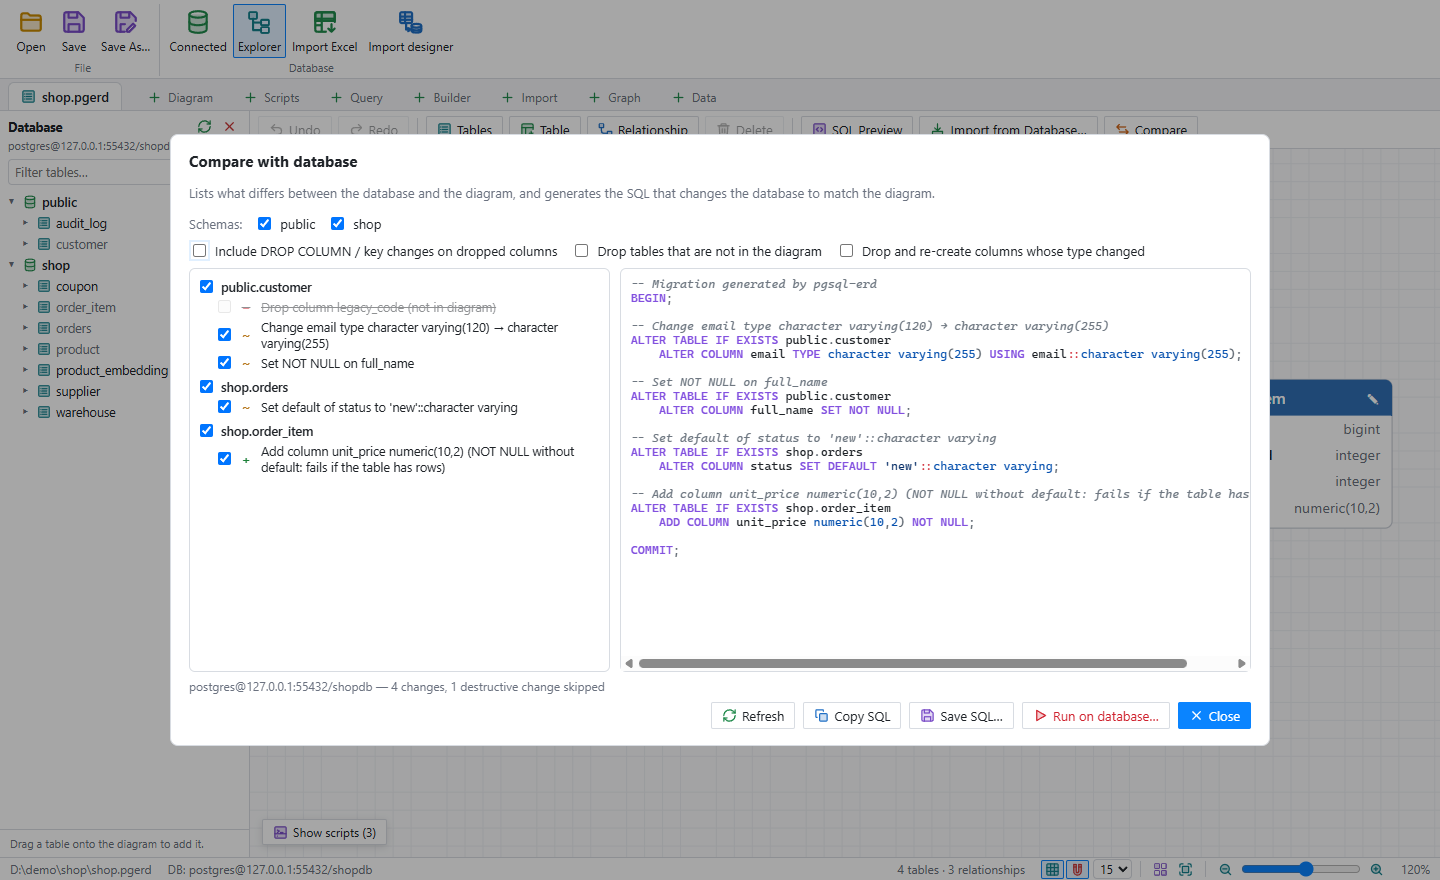 Open
Save
Save As...
Connected
Explorer
Import Excel
Import designer
File
Database
shop.pgerd
+ Diagram
+ Scripts
+ Query
+ Builder
+ Import
+ Graph
+ Data
Database
postgres@127.0.0.1:55432/shopd
Undo
Redo
Tables
Table
Relationship
Delete
SQL Preview
Import from Database...
Compare
Filter tables...
public
audit_log
customer
shop
coupon
order_item
orders
product
product_embedding
supplier
warehouse
Compare with database
Lists what differs between the database and the diagram, and generates the SQL that changes the database to match the diagram.
Schemas: public shop
Include DROP COLUMN / key changes on dropped columns
Drop tables that are not in the diagram
Drop and re-create columns whose type changed
public.customer
− Drop column legacy_code (not in diagram)
~ Change email type character varying(120) → character
varying(255)
~ Set NOT NULL on full_name
shop.orders
~ Set default of status to 'new'::character varying
shop.order_item
+ Add column unit_price numeric(10,2) (NOT NULL without
default: fails if the table has rows)
-- Migration generated by pgsql-erd
BEGIN;
-- Change email type character varying(120) → character varying(255)
ALTER TABLE IF EXISTS public.customer
ALTER COLUMN email TYPE character varying(255) USING email::character varying(255);
-- Set NOT NULL on full_name
ALTER TABLE IF EXISTS public.customer
ALTER COLUMN full_name SET NOT NULL;
-- Set default of status to 'new'::character varying
ALTER TABLE IF EXISTS shop.orders
ALTER COLUMN status SET DEFAULT 'new'::character varying;
-- Add column unit_price numeric(10,2) (NOT NULL without default: fails if the table has
ALTER TABLE IF EXISTS shop.order_item
ADD COLUMN unit_price numeric(10,2) NOT NULL;
COMMIT;
postgres@127.0.0.1:55432/shopdb — 4 changes, 1 destructive change skipped
Refresh
Copy SQL
Save SQL...
Run on database...
Close
em
bigint
integer
integer
numeric(10,2)
Show scripts (3)
Drag a table onto the diagram to add it.
D:\demo\shop\shop.pgerd
DB: postgres@127.0.0.1:55432/shopdb
4 tables · 3 relationships
15
120%